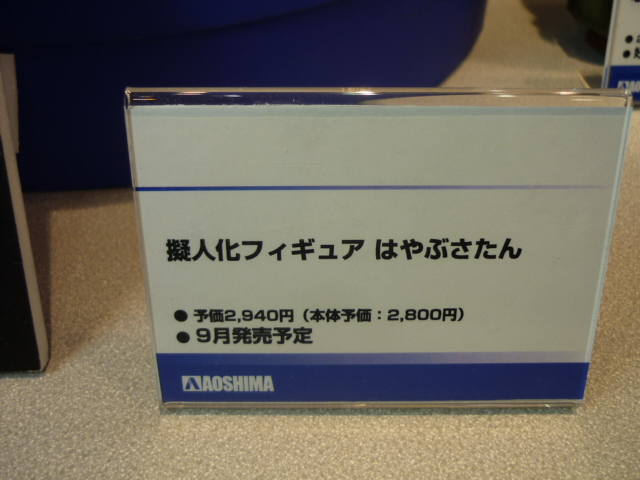 擬人化フィギュア はやぶさたん
● 予価2,940円（本体予価：2,800円）
● 9月発売予定
AOSHIMA